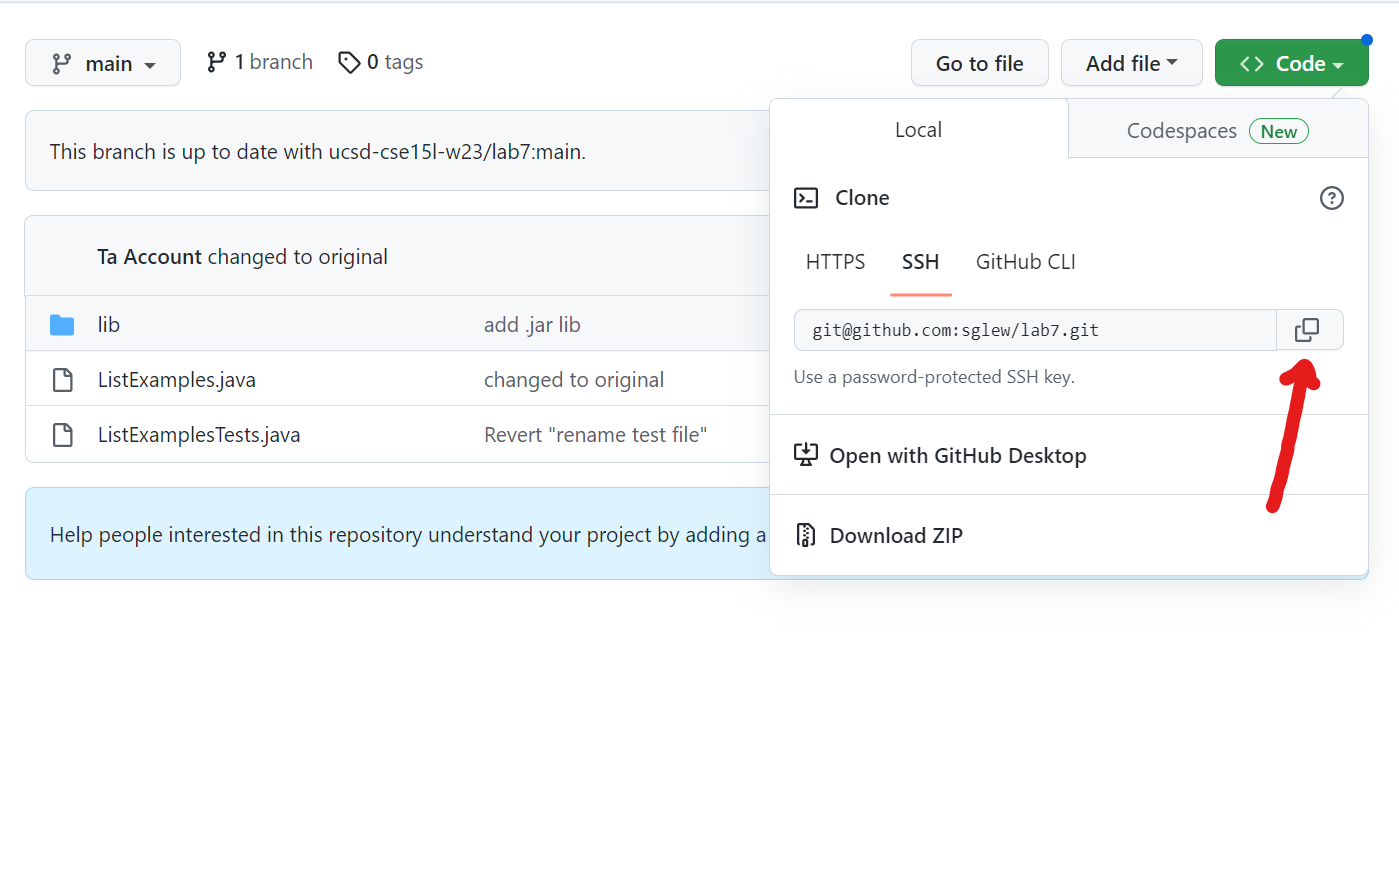 main 1 branch 0 tags Go to file Add file Code
This branch is up to date with ucsd-cse15l-w23/lab7:main.
Local Codespaces New
Clone
Ta Account changed to original
HTTPS SSH GitHub CLI
lib add .jar lib
git@github.com:sglew/lab7.git
ListExamples.java changed to original
Use a password-protected SSH key.
ListExamplesTests.java Revert "rename test file"
Open with GitHub Desktop
Help people interested in this repository understand your project by adding a
Download ZIP